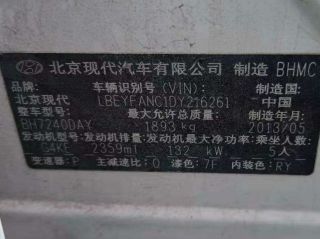 北京现代汽车有限公司 制造 BHMC
品牌: 车辆识别号(VIN): 制造国:
北京现代 LBEYFANC1DY216261 中国
整车型号: 最大允许总质量: 制造年月:
BH7240DAY 1893 kg 2013/05
发动机型号:发动机排量:发动机最大净功率:乘坐人数:
G4KE 2359ml 132 kW 5人
变速器: P 主减速比: Q 漆色: 7F 内装色: RY